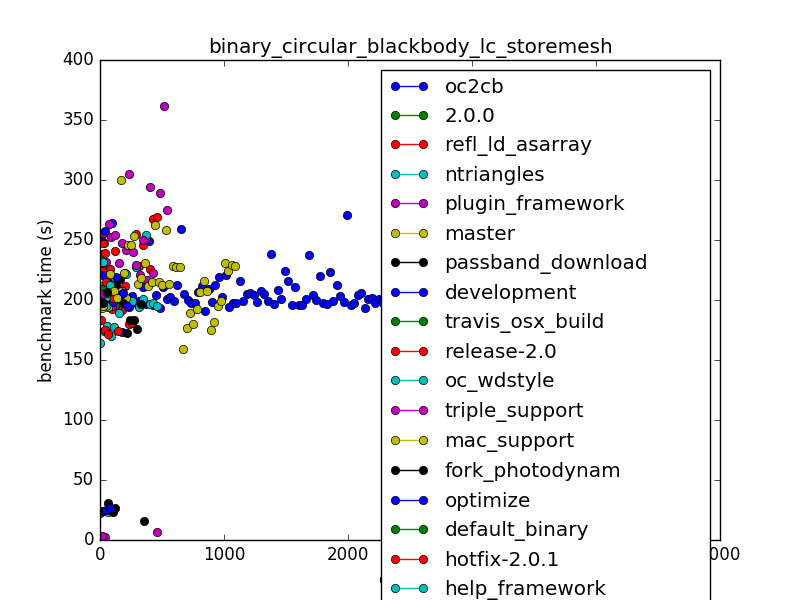 binary_circular_blackbody_lc_storemesh
benchmark time (s)
400
350
300
250
200
150
100
50
0
0
1000
2000
000
oc2cb
2.0.0
refl_ld_asarray
ntriangles
plugin_framework
master
passband_download
development
travis_osx_build
release-2.0
oc_wdstyle
triple_support
mac_support
fork_photodynam
optimize
default_binary
hotfix-2.0.1
help_framework